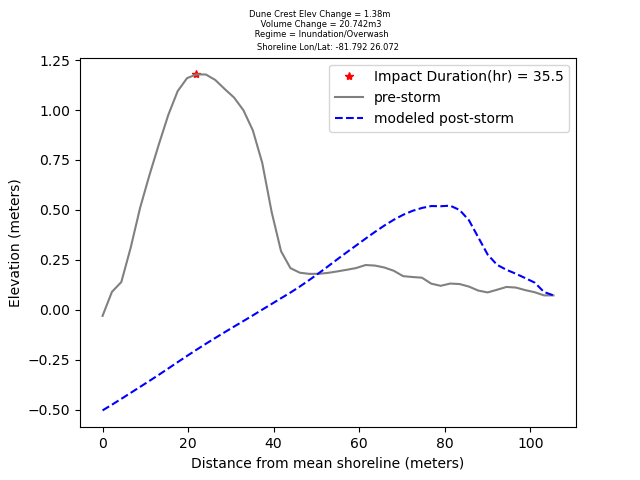 Dune Crest Elev Change = 1.38m
Volume Change = 20.742m3
Regime = Inundation/Overwash
Shoreline Lon/Lat: -81.792 26.072
1.25
1.00
0.75
0.50
0.25
0.00
−0.25
−0.50
Elevation (meters)
Impact Duration(hr) = 35.5
pre-storm
modeled post-storm
0 20 40 60 80 100
Distance from mean shoreline (meters)